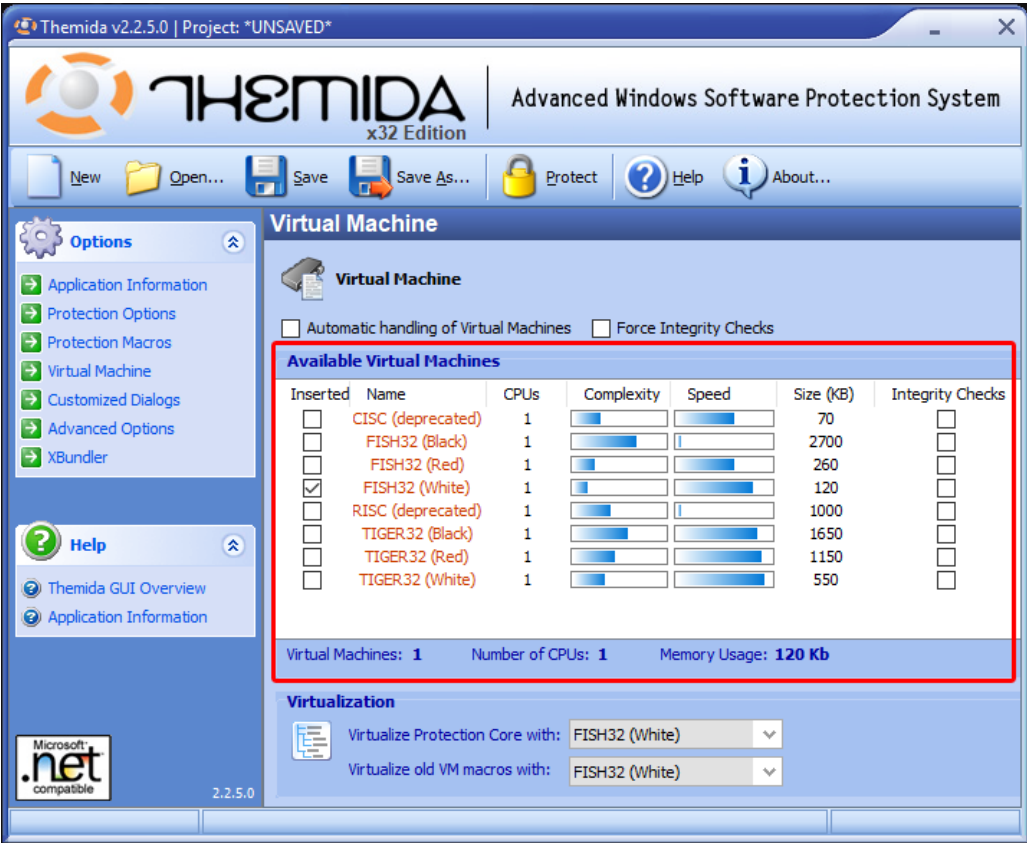 Themida v2.2.5.0 | Project: *UNSAVED*
THEMIDA
x32 Edition
Advanced Windows Software Protection System
New Open... Save Save As... Protect Help About...
Options
Application Information
Protection Options
Protection Macros
Virtual Machine
Customized Dialogs
Advanced Options
XBundler
Help
Themida GUI Overview
Application Information
Microsoft
.net
compatible
2.2.5.0
Virtual Machine
Virtual Machine
Automatic handling of Virtual Machines Force Integrity Checks
Available Virtual Machines
Inserted Name CPUs Complexity Speed Size (KB) Integrity Checks
CISC (deprecated) 1 70
FISH32 (Black) 1 2700
FISH32 (Red) 1 260
FISH32 (White) 1 120
RISC (deprecated) 1 1000
TIGER32 (Black) 1 1650
TIGER32 (Red) 1 1150
TIGER32 (White) 1 550
Virtual Machines: 1 Number of CPUs: 1 Memory Usage: 120 Kb
Virtualization
Virtualize Protection Core with: FISH32 (White)
Virtualize old VM macros with: FISH32 (White)